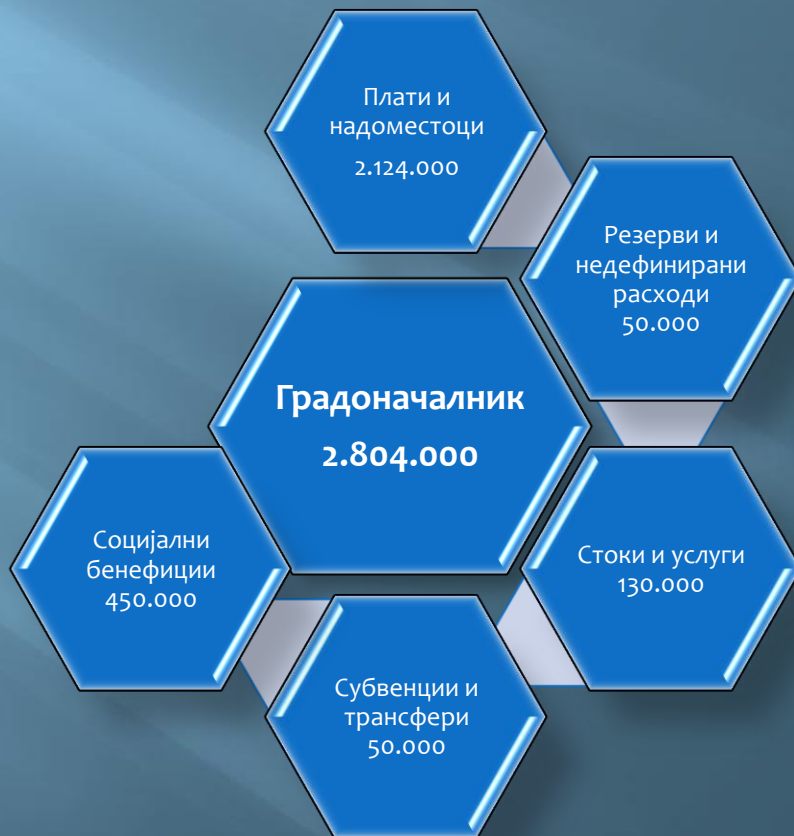 Плати и
надоместоци
2.124.000
Резерви и
недефинирани
расходи
50.000
Градоначалник
2.804.000
Стоки и услуги
130.000
Субвенции и
трансфери
50.000
Социјални
бенефиции
450.000